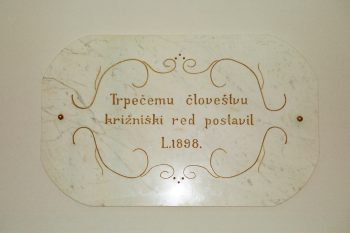 Trpečemu človeštvu
križniški red postavil
L.1898.